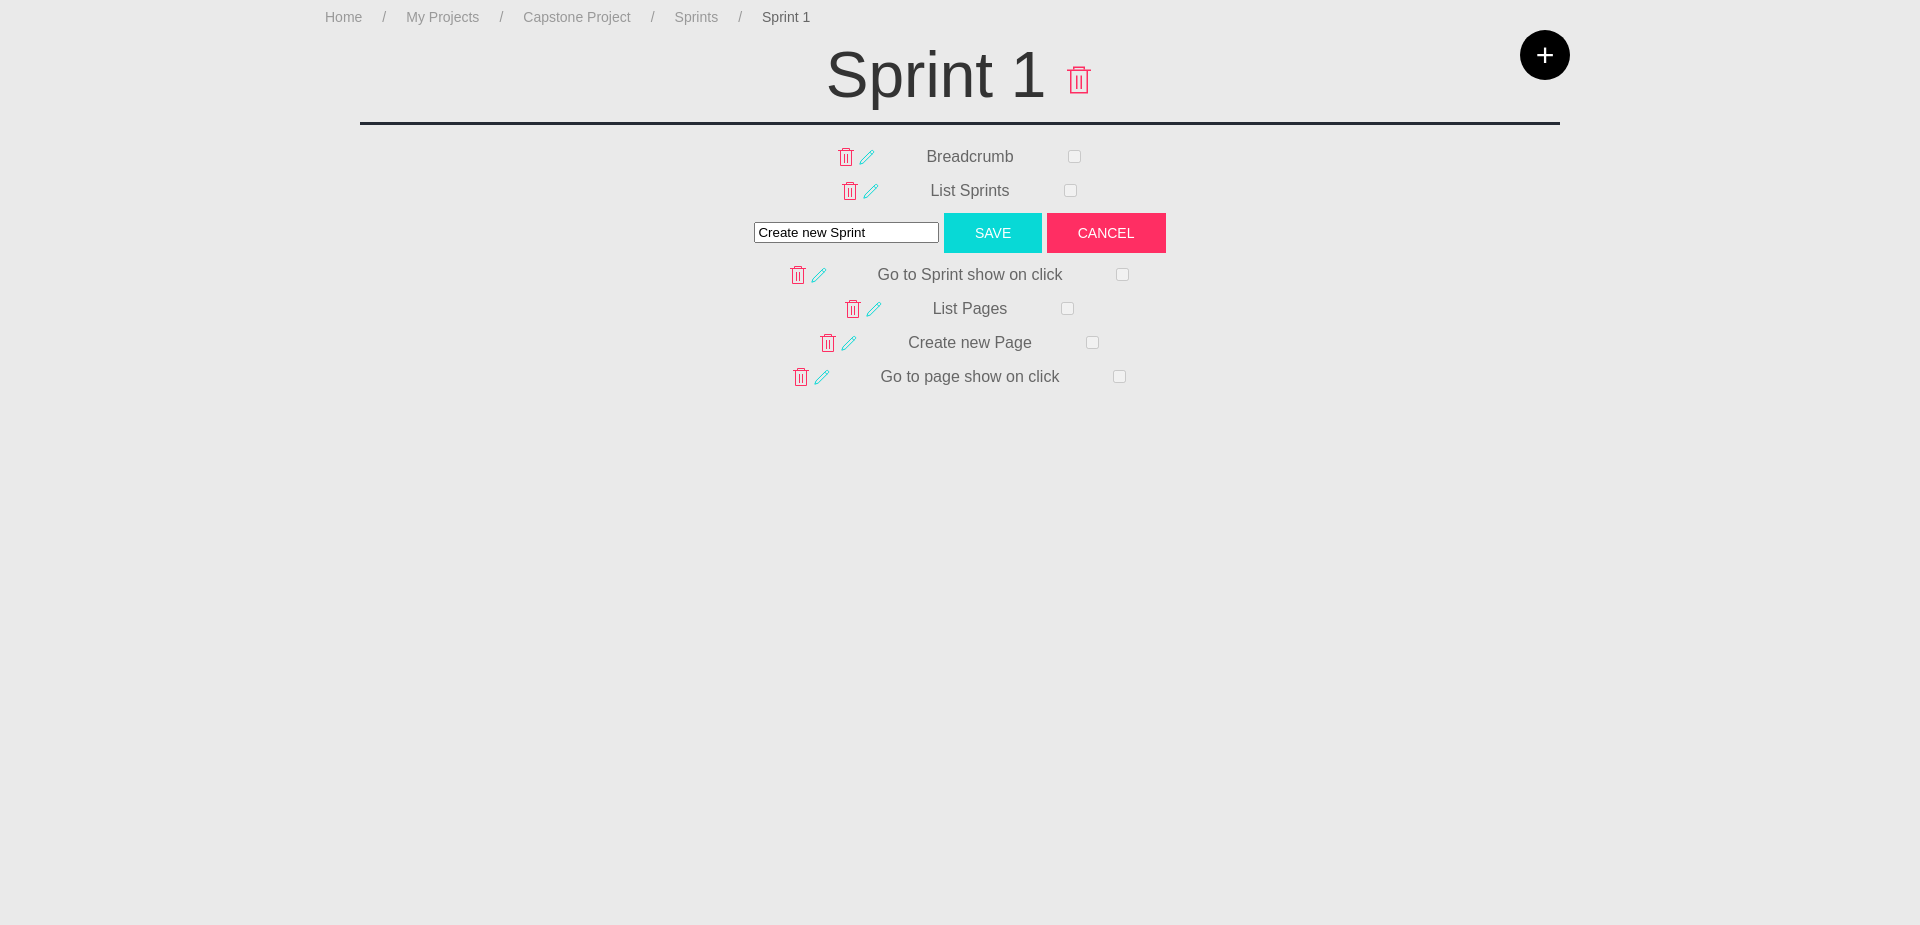 Home / My Projects / Capstone Project / Sprints / Sprint 1
+
Sprint 1
Breadcrumb
List Sprints
Create new Sprint SAVE CANCEL
Go to Sprint show on click
List Pages
Create new Page
Go to page show on click